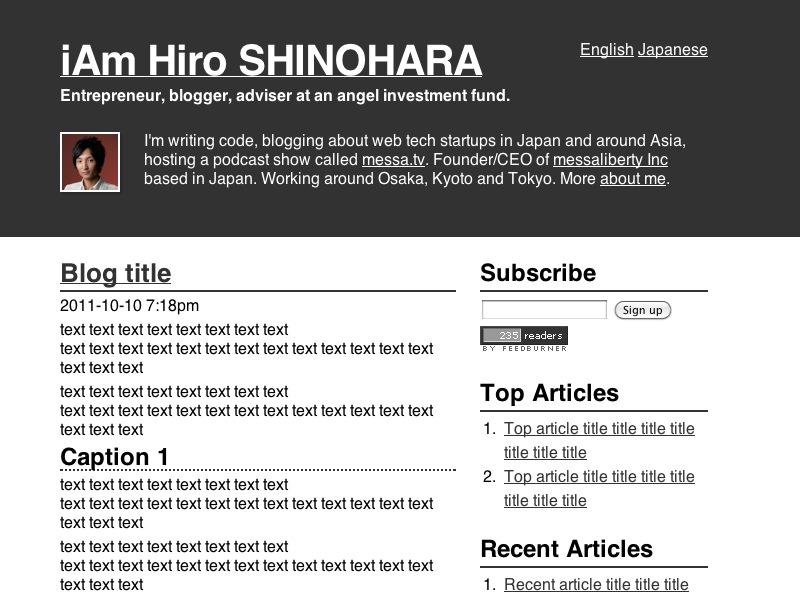 iAm Hiro SHINOHARA
English Japanese
Entrepreneur, blogger, adviser at an angel investment fund.
I'm writing code, blogging about web tech startups in Japan and around Asia,
hosting a podcast show called messa.tv. Founder/CEO of messaliberty Inc
based in Japan. Working around Osaka, Kyoto and Tokyo. More about me.
Blog title
2011-10-10 7:18pm
text text text text text text text text
text text text text text text text text text text text text text
text text text
text text text text text text text text
text text text text text text text text text text text text text
text text text
Caption 1
text text text text text text text text
text text text text text text text text text text text text text
text text text
text text text text text text text text
text text text text text text text text text text text text text
text text text
Subscribe
Sign up
235 readers
BY FEEDBURNER
Top Articles
1. Top article title title title title
title title title
2. Top article title title title title
title title title
Recent Articles
1. Recent article title title title